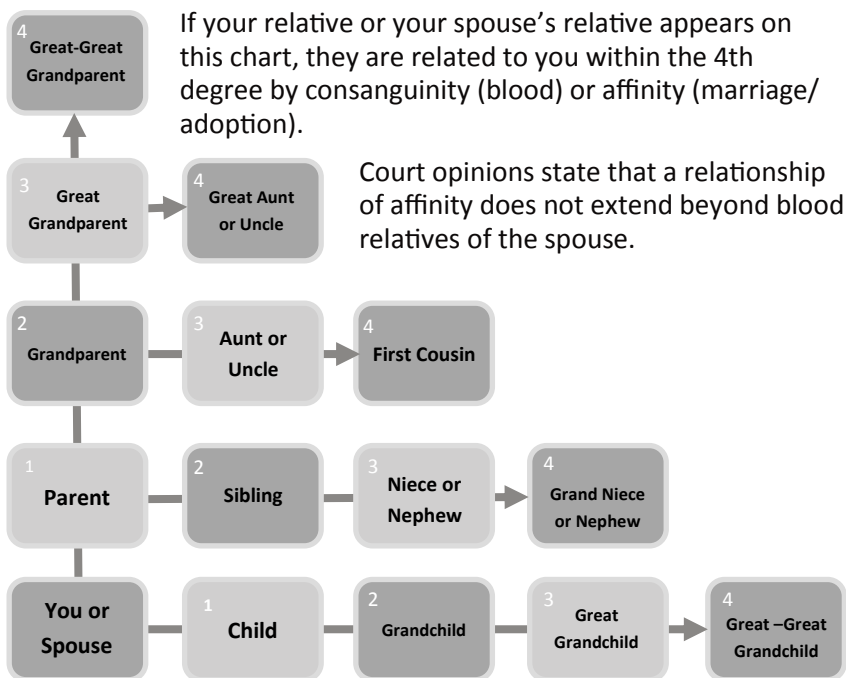 4
Great-Great
Grandparent
If your relative or your spouse’s relative appears on
this chart, they are related to you within the 4th
degree by consanguinity (blood) or affinity (marriage/
adoption).
3
Great
Grandparent
4
Great Aunt
or Uncle
Court opinions state that a relationship
of affinity does not extend beyond blood
relatives of the spouse.
2
Grandparent
3
Aunt or
Uncle
4
First Cousin
1
Parent
2
Sibling
3
Niece or
Nephew
4
Grand Niece
or Nephew
You or
Spouse
1
Child
2
Grandchild
3
Great
Grandchild
4
Great –Great
Grandchild